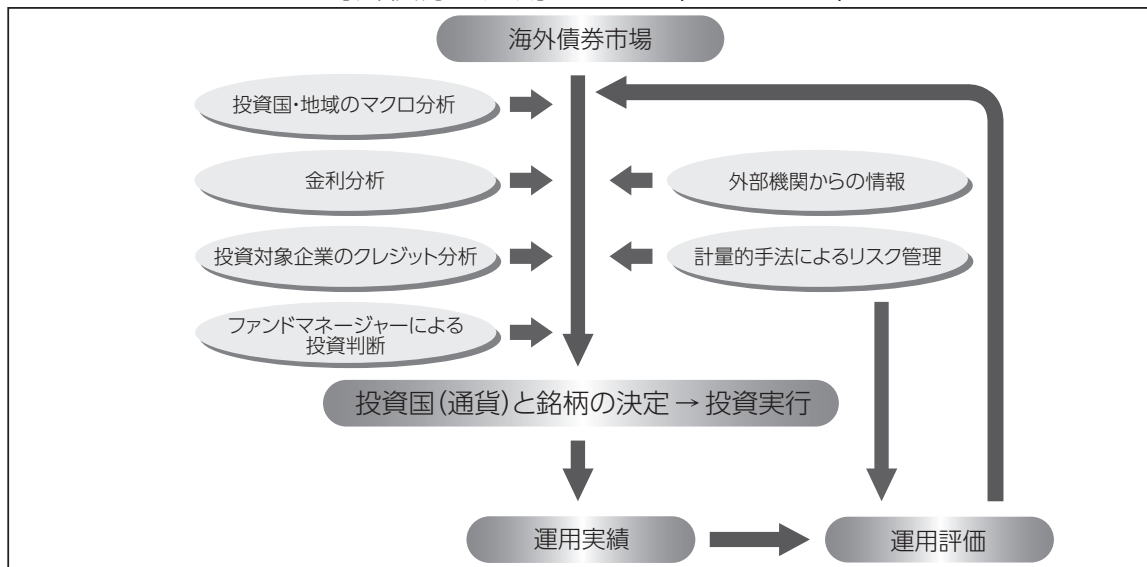 海外債券市場
投資国・地域のマクロ分析
金利分析
外部機関からの情報
投資対象企業のクレジット分析
計量的手法によるリスク管理
ファンドマネージャーによる
投資判断
投資国(通貨)と銘柄の決定 → 投資実行
運用実績
運用評価